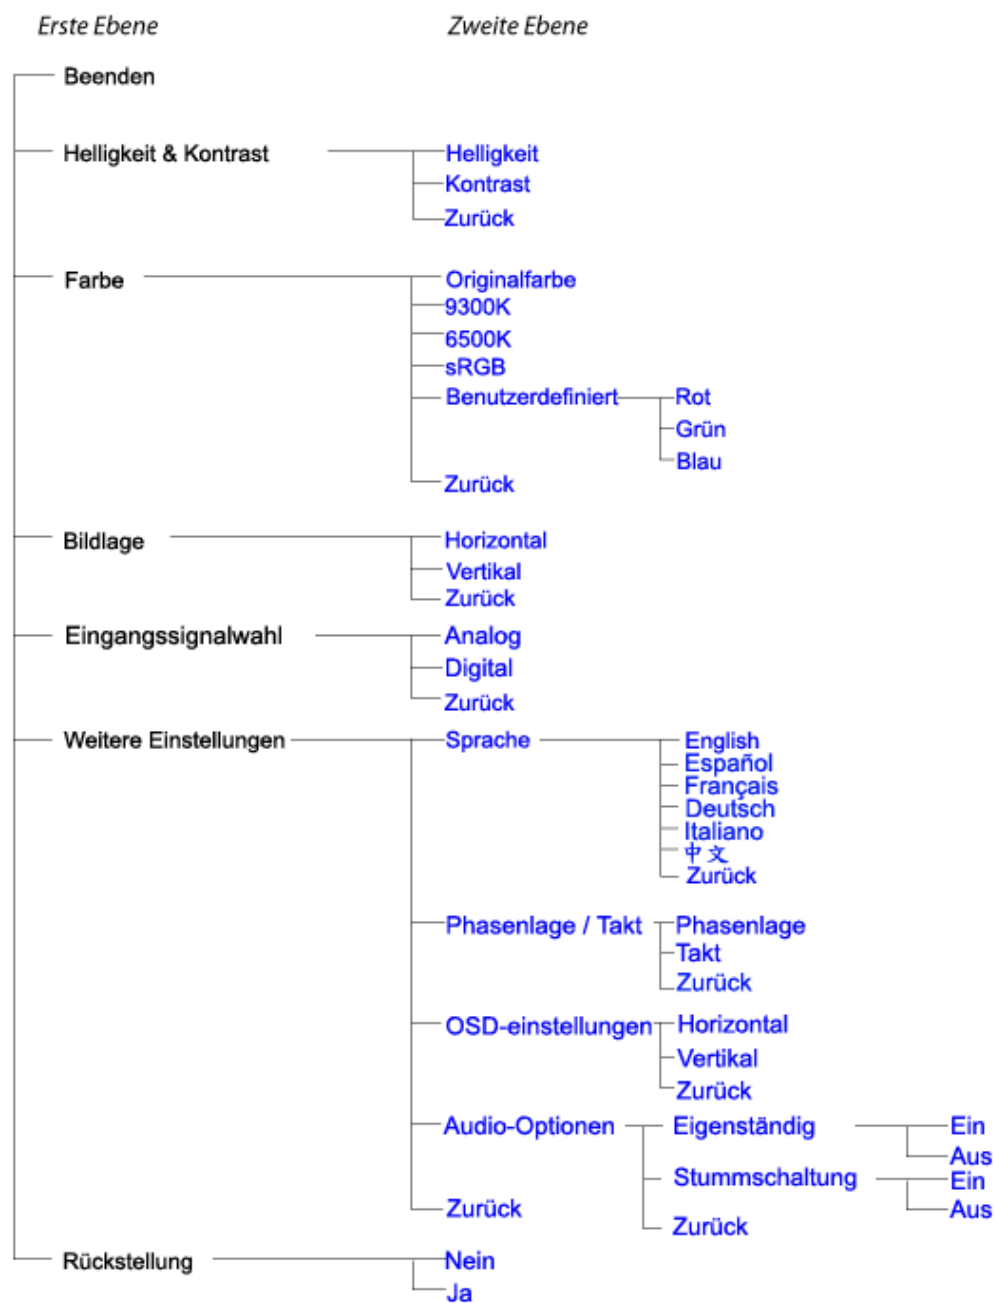 Erste Ebene Zweite Ebene
Beenden
Helligkeit & Kontrast Helligkeit
Kontrast
Zurück
Farbe Originalfarbe
9300K
6500K
sRGB
Benutzerdefiniert Rot
Grün
Blau
Zurück
Bildlage Horizontal
Vertikal
Zurück
Eingangssignalwahl Analog
Digital
Zurück
Weitere Einstellungen Sprache English
Español
Français
Deutsch
Italiano
中文
Zurück
Phasenlage / Takt Phasenlage
Takt
Zurück
OSD-einstellungen Horizontal
Vertikal
Zurück
Audio-Optionen Eigenständig Ein
Aus
Stummschaltung Ein
Aus
Zurück
Zurück
Rückstellung Nein
Ja